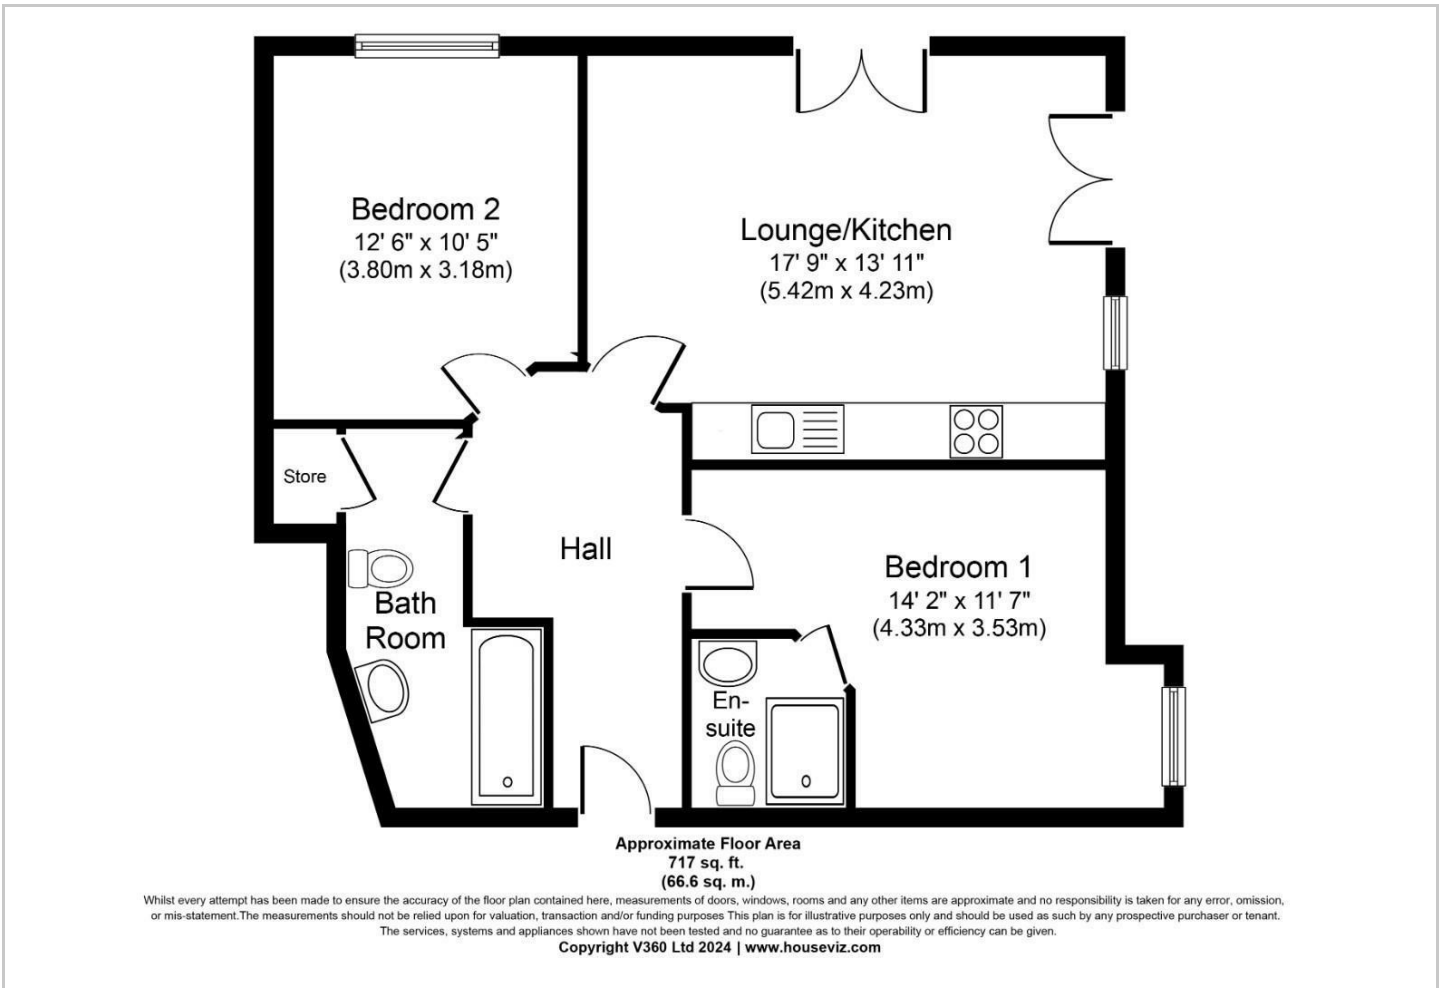 Bedroom 2
12' 6" x 10' 5"
(3.80m x 3.18m)
Lounge/Kitchen
17' 9" x 13' 11"
(5.42m x 4.23m)
Store
Hall
Bath
Room
Bedroom 1
14' 2" x 11' 7"
(4.33m x 3.53m)
En-
suite
Approximate Floor Area
717 sq. ft.
(66.6 sq. m.)
Whilst every attempt has been made to ensure the accuracy of the floor plan contained here, measurements of doors, windows, rooms and any other items are approximate and no responsibility is taken for any error, omission,
or mis-statement.The measurements should not be relied upon for valuation, transaction and/or funding purposes This plan is for illustrative purposes only and should be used as such by any prospective purchaser or tenant.
The services, systems and appliances shown have not been tested and no guarantee as to their operability or efficiency can be given.
Copyright V360 Ltd 2024 | www.houseviz.com